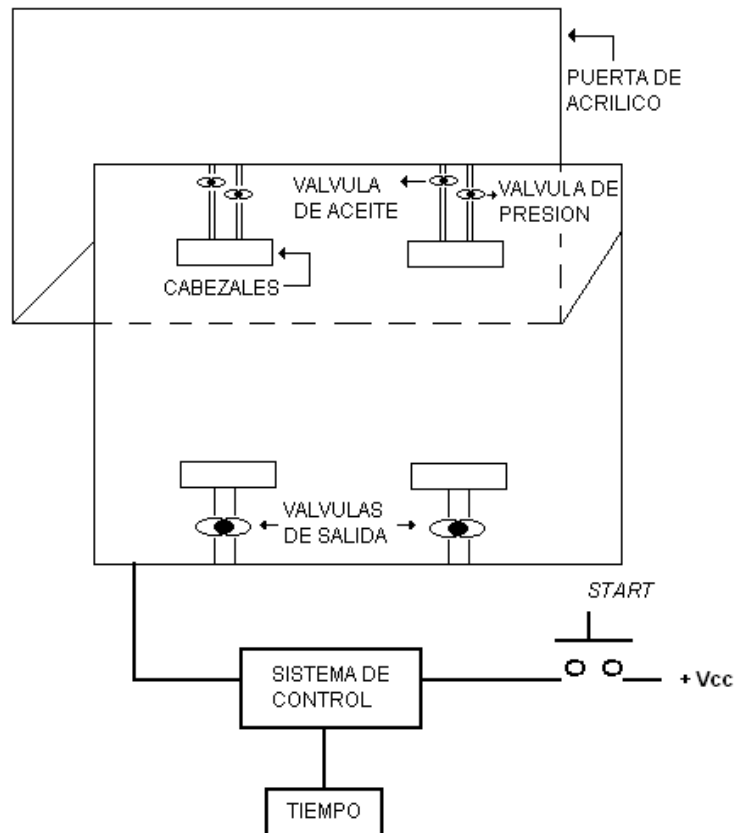 PUERTA DE
ACRILICO
VALVULA
DE ACEITE
VALVULA DE
PRESION
CABEZALES
VALVULAS
DE SALIDA
START
SISTEMA DE
CONTROL
+ Vcc
TIEMPO